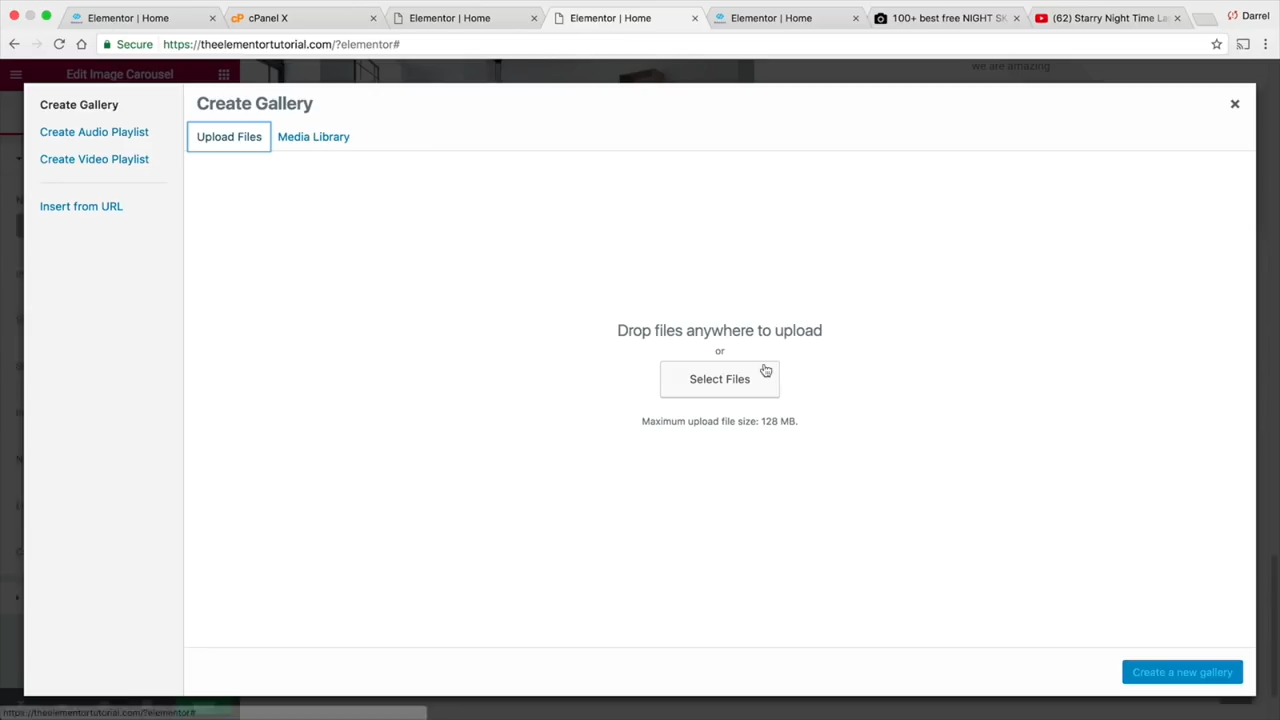 Elementor | Home
cPanel X
Elementor | Home
Elementor | Home
Elementor | Home
100+ best free NIGHT SK
(62) Starry Night Time La
Darrel
Secure
https://theelementortutorial.com/?elementor#
Edit Image Carousel
we are amazing
Create Gallery
Create Audio Playlist
Create Video Playlist
Insert from URL
Create Gallery
Upload Files
Media Library
Drop files anywhere to upload
or
Select Files
Maximum upload file size: 128 MB.
Create a new gallery
https://theelementortutorial.com/?elementor#